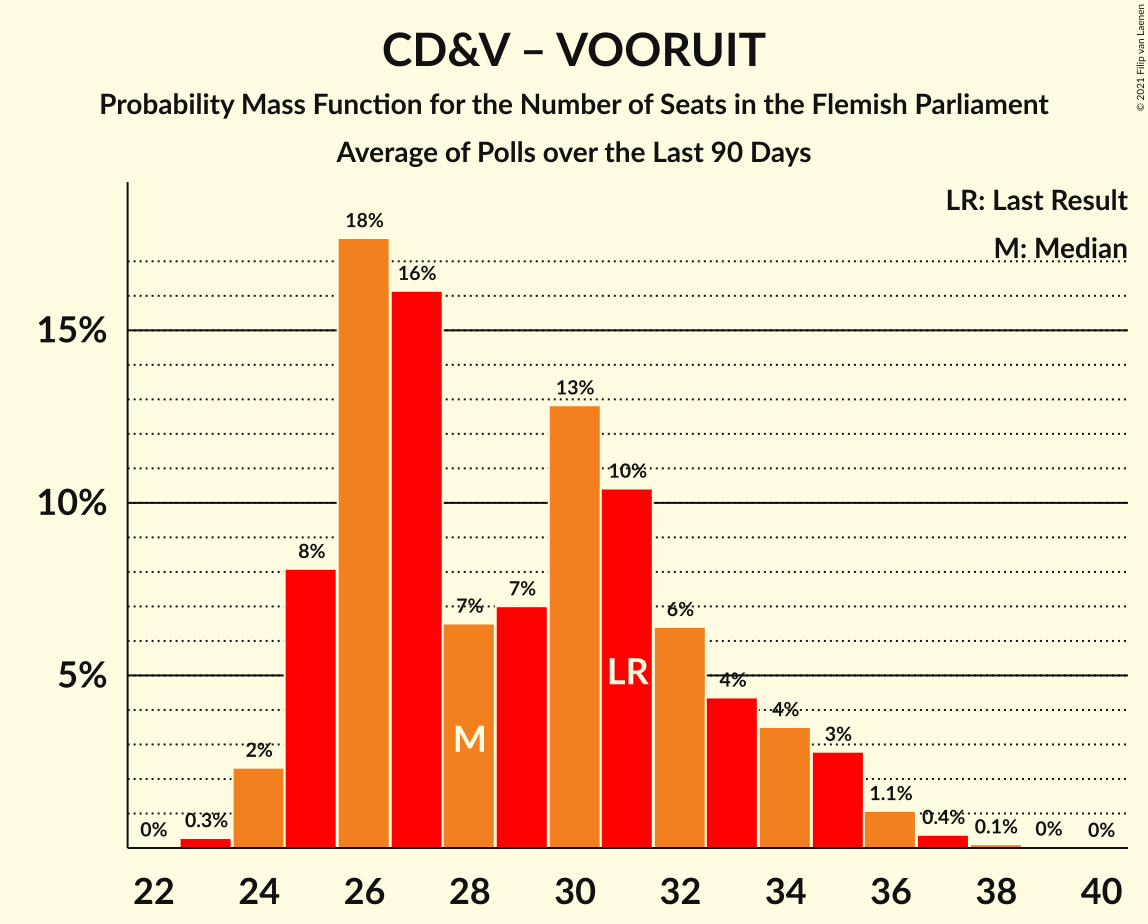 CD&V – VOORUIT
Probability Mass Function for the Number of Seats in the Flemish Parliament
Average of Polls over the Last 90 Days
© 2021 Filip van Laenen
LR: Last Result
M: Median
15%
10%
5%
0%
0.3%
2%
8%
18%
16%
7%
7%
13%
10%
6%
4%
4%
3%
1.1%
0.4%
0.1%
0%
0%
M
LR
22 24 26 28 30 32 34 36 38 40